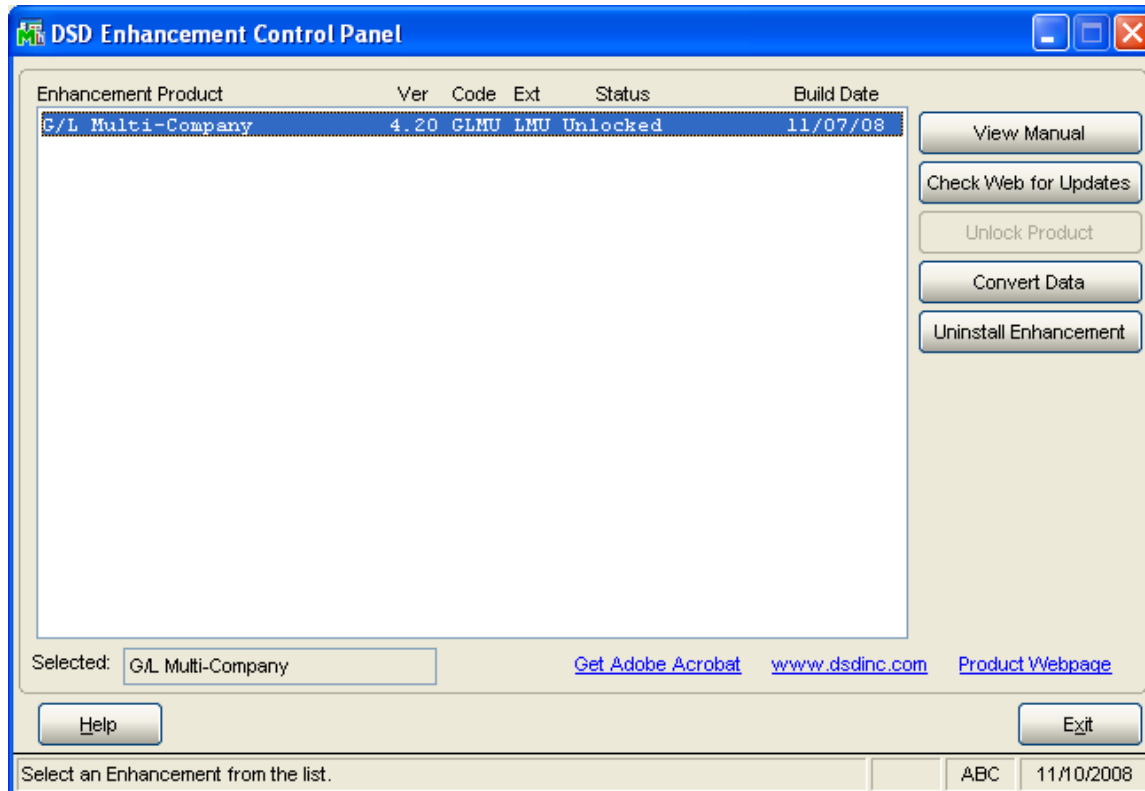 DSD Enhancement Control Panel
Enhancement Product Ver Code Ext Status Build Date
G/L Multi-Company 4.20 GLMU LMU Unlocked 11/07/08
View Manual
Check Web for Updates
Unlock Product
Convert Data
Uninstall Enhancement
Selected: G/L Multi-Company Get Adobe Acrobat www.dsdinc.com Product Webpage
Help Exit
Select an Enhancement from the list. ABC 11/10/2008